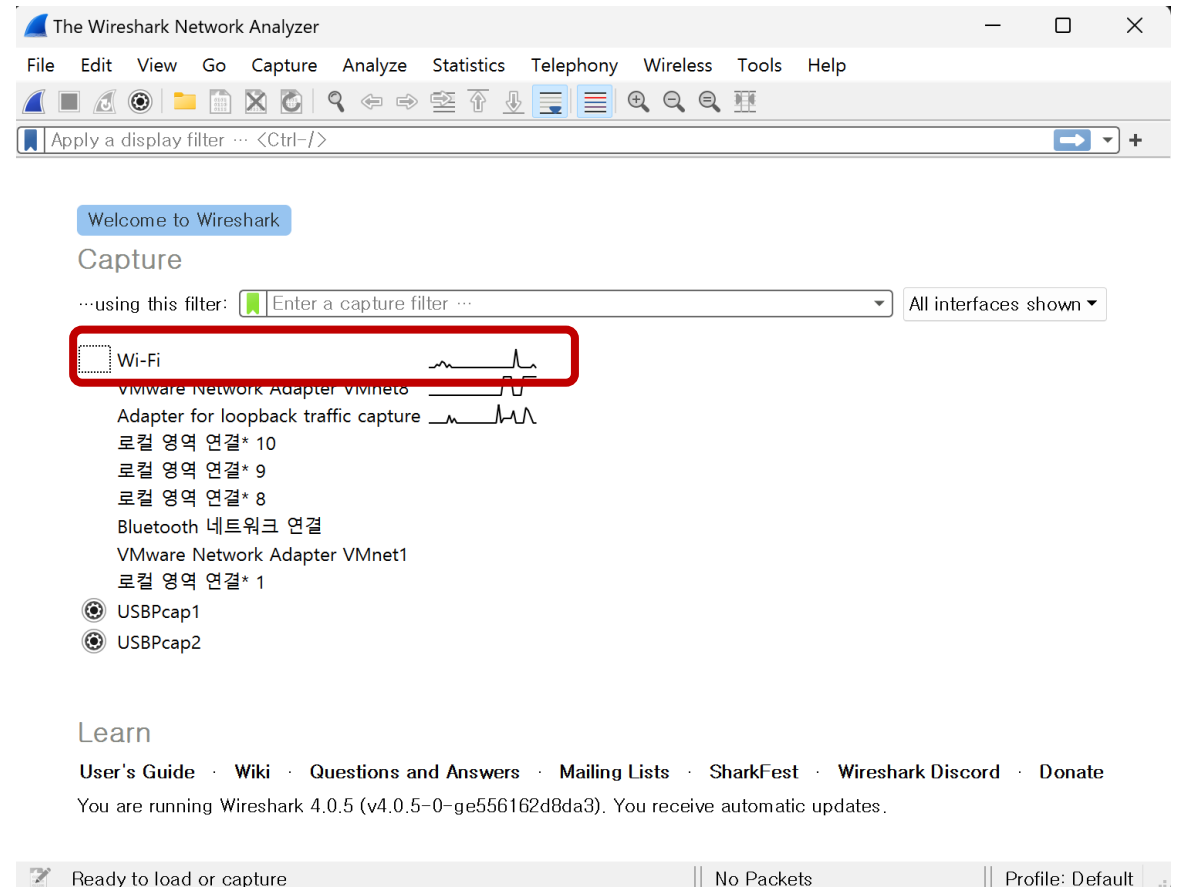 The Wireshark Network Analyzer
File Edit View Go Capture Analyze Statistics Telephony Wireless Tools Help
Apply a display filter ··· <Ctrl-/>
Welcome to Wireshark
Capture
···using this filter: Enter a capture filter ··· All interfaces shown
Wi-Fi
VMware Network Adapter VMnet8
Adapter for loopback traffic capture
로컬 영역 연결* 10
로컬 영역 연결* 9
로컬 영역 연결* 8
Bluetooth 네트워크 연결
VMware Network Adapter VMnet1
로컬 영역 연결* 1
USBPcap1
USBPcap2
Learn
User's Guide · Wiki · Questions and Answers · Mailing Lists · SharkFest · Wireshark Discord · Donate
You are running Wireshark 4.0.5 (v4.0.5-0-ge556162d8da3). You receive automatic updates.
Ready to load or capture No Packets Profile: Default